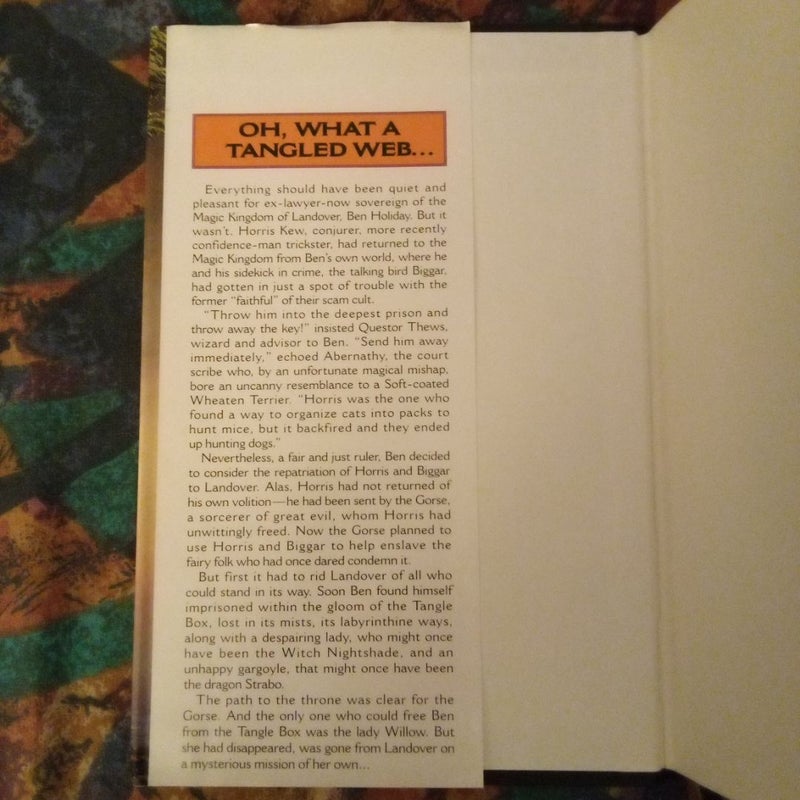 OH, WHAT A
TANGLED WEB...
Everything should have been quiet and
pleasant for ex-lawyer-now sovereign of the
Magic Kingdom of Landover, Ben Holiday. But it
wasn't. Horris Kew, conjurer, more recently
confidence-man trickster, had returned to the
Magic Kingdom from Ben's own world, where he
and his sidekick in crime, the talking bird Biggar,
had gotten in just a spot of trouble with the
former "faithful" of their scam cult.
"Throw him into the deepest prison and
throw away the key!" insisted Questor Thews,
wizard and advisor to Ben. "Send him away
immediately," echoed Abernathy, the court
scribe who, by an unfortunate magical mishap,
bore an uncanny resemblance to a Soft-coated
Wheaten Terrier. "Horris was the one who
found a way to organize cats into packs to
hunt mice, but it backfired and they ended
up hunting dogs."
Nevertheless, a fair and just ruler, Ben decided
to consider the repatriation of Horris and Biggar
to Landover. Alas, Horris had not returned of
his own volition—he had been sent by the Gorse,
a sorcerer of great evil, whom Horris had
unwittingly freed. Now the Gorse planned to
use Horris and Biggar to help enslave the
fairy folk who had once dared condemn it.
But first it had to rid Landover of all who
could stand in its way. Soon Ben found himself
imprisoned within the gloom of the Tangle
Box, lost in its mists, its labyrinthine ways,
along with a despairing lady, who might once
have been the Witch Nightshade, and an
unhappy gargoyle, that might once have been
the dragon Strabo.
The path to the throne was clear for the
Gorse. And the only one who could free Ben
from the Tangle Box was the lady Willow. But
she had disappeared, was gone from Landover on
a mysterious mission of her own...